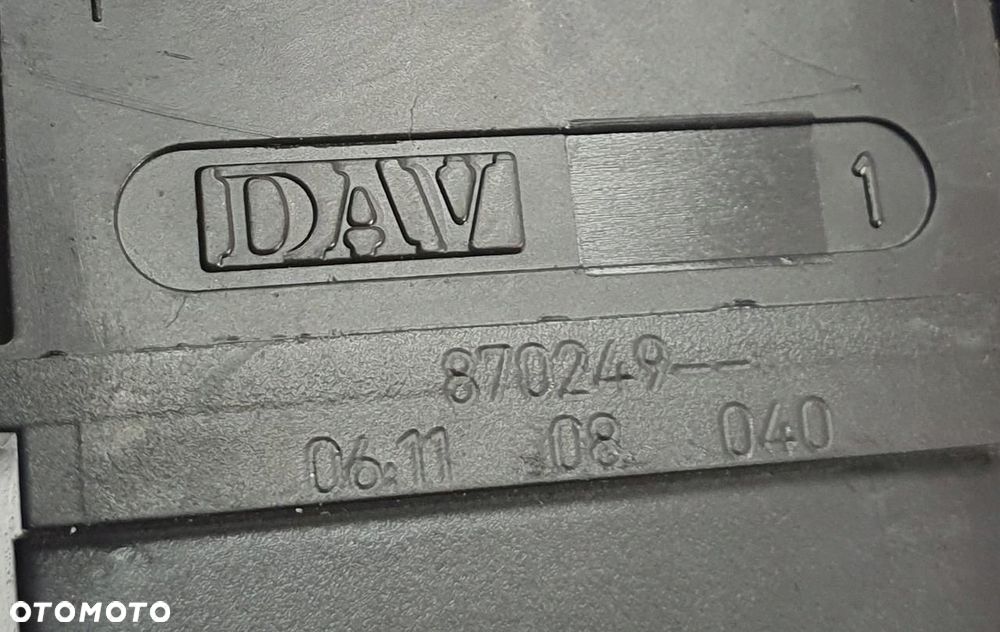 DAV 1
870249--
06.11 08 040
OTOMOTO